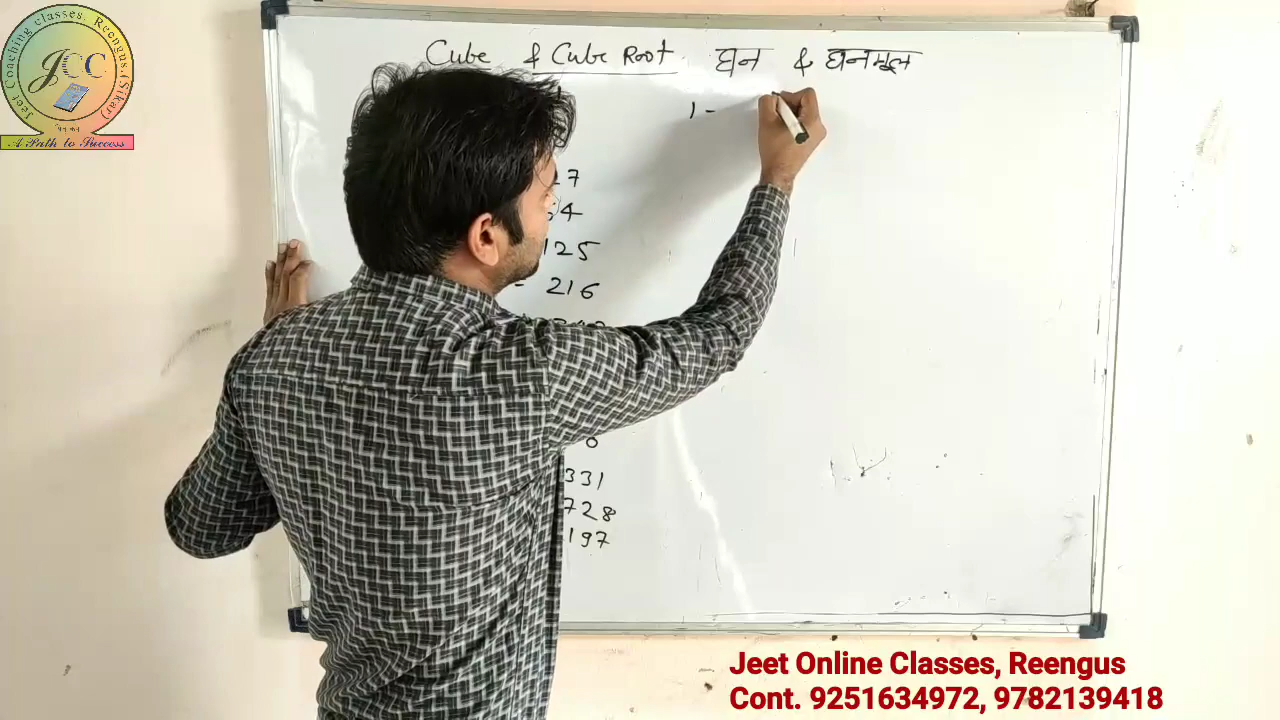 Jeet Coaching classes, Reengus (Sikar)
JCC
A Path to Success
Cube & Cube Root घन & घनमूल
1 -
27
64
125
= 216
331
728
197
Jeet Online Classes, Reengus
Cont. 9251634972, 9782139418